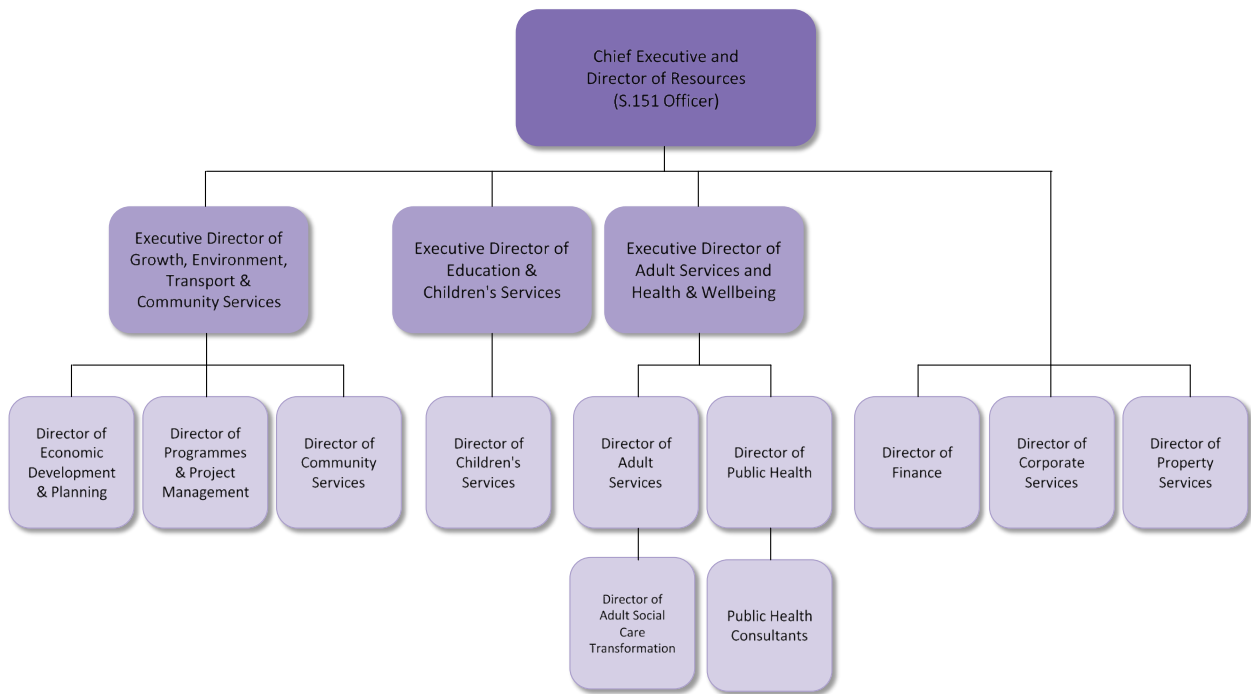 Chief Executive and
Director of Resources
(S.151 Officer)
Executive Director of
Growth, Environment,
Transport &
Community Services
Executive Director of
Education &
Children's Services
Executive Director of
Adult Services and
Health & Wellbeing
Director of
Economic
Development
& Planning
Director of
Programmes
& Project
Management
Director of
Community
Services
Director of
Children's
Services
Director of
Adult
Services
Director of
Public Health
Director of
Finance
Director of
Corporate
Services
Director of
Property
Services
Director of
Adult Social
Care
Transformation
Public Health
Consultants